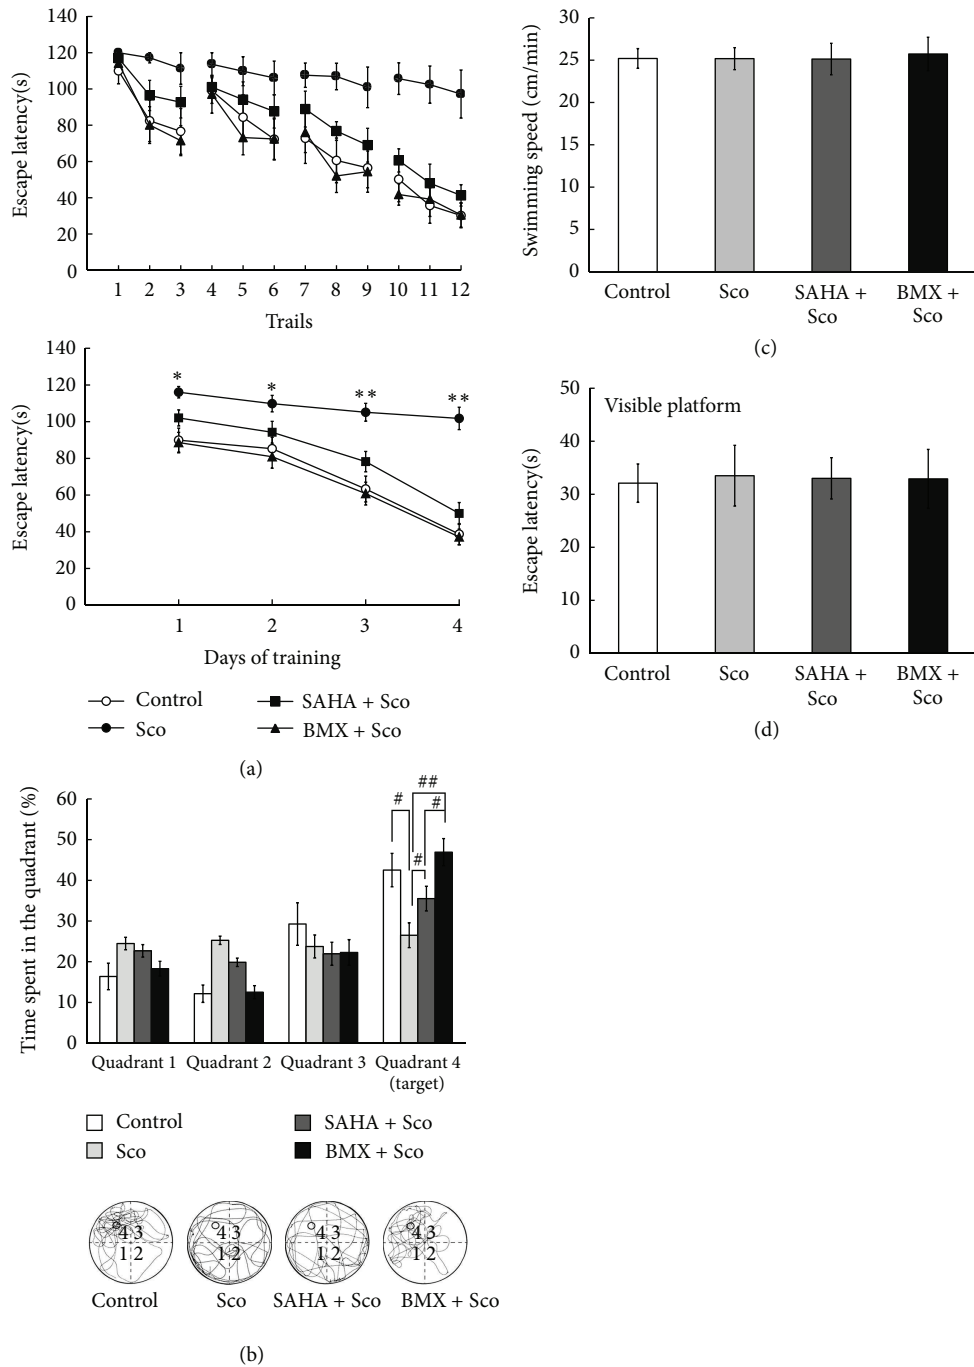 140
120
100
80
60
40
20
0
Escape latency(s)
1 2 3 4 5 6 7 8 9 10 11 12
Trails
140
120
100
80
60
40
20
0
Escape latency(s)
* * ** **
1 2 3 4
Days of training
Control SAHA + Sco
Sco BMX + Sco
(a)
60
50
40
30
20
10
0
Time spent in the quadrant (%)
##
# #
#
Quadrant 1 Quadrant 2 Quadrant 3 Quadrant 4
(target)
Control SAHA + Sco
Sco BMX + Sco
4 3 4 3 4 3 4 3
1 2 1 2 1 2 1 2
Control Sco SAHA + Sco BMX + Sco
(b)
30
25
20
15
10
5
0
Swimming speed (cm/min)
Control Sco SAHA + BMX +
Sco Sco
(c)
50
40
30
20
10
0
Escape latency(s)
Visible platform
Control Sco SAHA + BMX +
Sco Sco
(d)